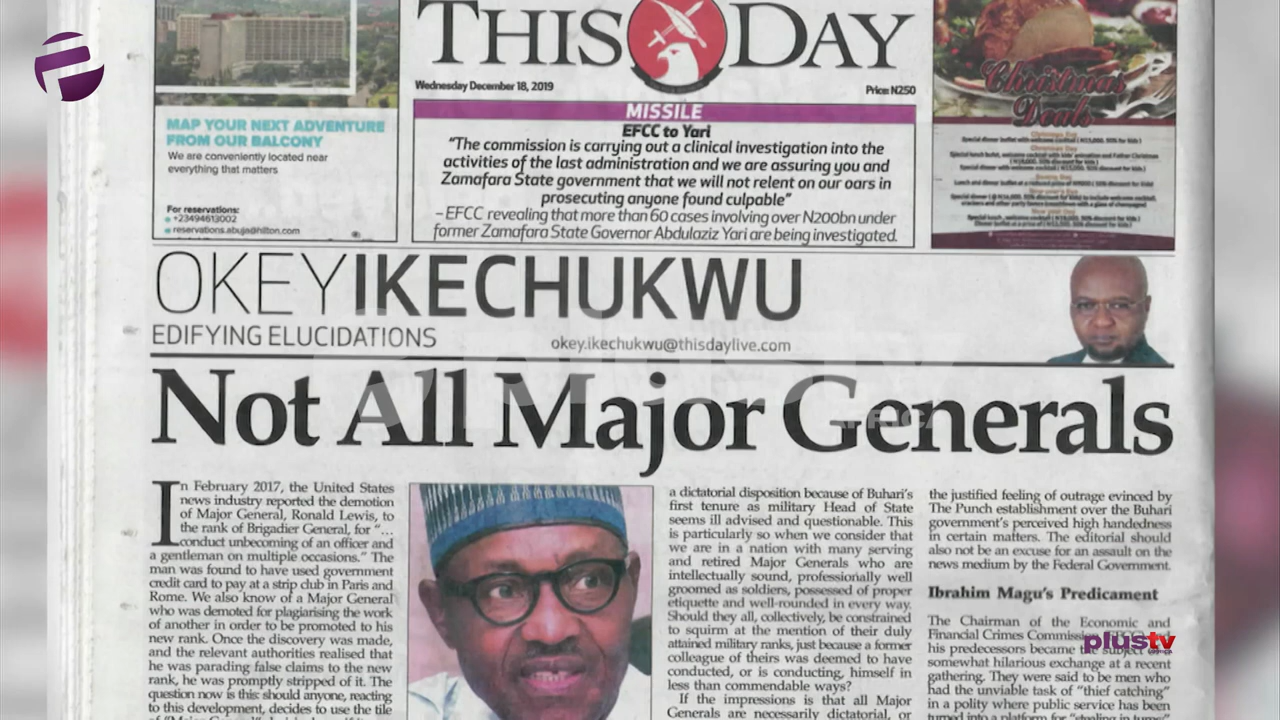 THISDAY
Wednesday December 18, 2019
Price: N250
MISSILE
EFCC to Yari
“The commission is carrying out a clinical investigation into the
activities of the last administration and we are assuring you and
Zamafara State government that we will not relent on our oars in
prosecuting anyone found culpable”
– EFCC revealing that more than 60 cases involving over N200bn under
former Zamafara State Governor Abdulaziz Yari are being investigated.
MAP YOUR NEXT ADVENTURE
FROM OUR BALCONY
We are conveniently located near
everything that matters
For reservations:
+23494613002
reservations.abuja@hilton.com
Christmas
Deals
OKEYIKECHUKWU
EDIFYING ELUCIDATIONS
okey.ikechukwu@thisdaylive.com
Not All Major Generals
In February 2017, the United States
news industry reported the demotion
of Major General, Ronald Lewis, to
the rank of Brigadier General, for “…
conduct unbecoming of an officer and
a gentleman on multiple occasions.” The
man was found to have used government
credit card to pay at a strip club in Paris and
Rome. We also know of a Major General
who was demoted for plagiarising the work
of another in order to be promoted to his
new rank. Once the discovery was made,
and the relevant authorities realised that
he was parading false claims to the new
rank, he was promptly stripped of it. The
question now is this: should anyone, reacting
to this development, decides to use the tile
a dictatorial disposition because of Buhari's
first tenure as military Head of State
seems ill advised and questionable. This
is particularly so when we consider that
we are in a nation with many serving
and retired Major Generals who are
intellectually sound, professionally well
groomed as soldiers, possessed of proper
etiquette and well-rounded in every way.
Should they all, collectively, be constrained
to squirm at the mention of their duly
attained military ranks, just because a former
colleague of theirs was deemed to have
conducted, or is conducting, himself in
less than commendable ways?
If the impressions is that all Major
Generals are necessarily dictatorial, or
the justified feeling of outrage evinced by
The Punch establishment over the Buhari
government's perceived high handedness
in certain matters. The editorial should
also not be an excuse for an assault on the
news medium by the Federal Government.
Ibrahim Magu's Predicament
The Chairman of the Economic and
Financial Crimes Commiss
his predecessors became the subject of a
somewhat hilarious exchange at a recent
gathering. They were said to be men who
had the unviable task of “thief catching”
in a polity where public service has been
turned into a platform for “stealing in turns”
plustv
AFRICA